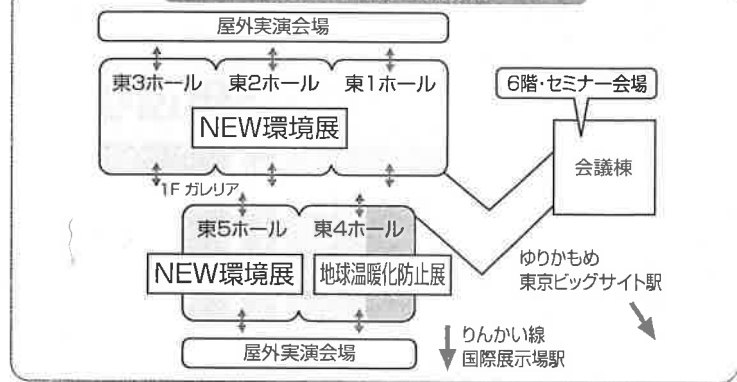 屋外実演会場
東3ホール 東2ホール 東1ホール
NEW環境展
6階・セミナー会場
会議棟
1F ガレリア
東5ホール 東4ホール
NEW環境展 地球温暖化防止展
屋外実演会場
ゆりかもめ
東京ビッグサイト駅
りんかい線
国際展示場駅